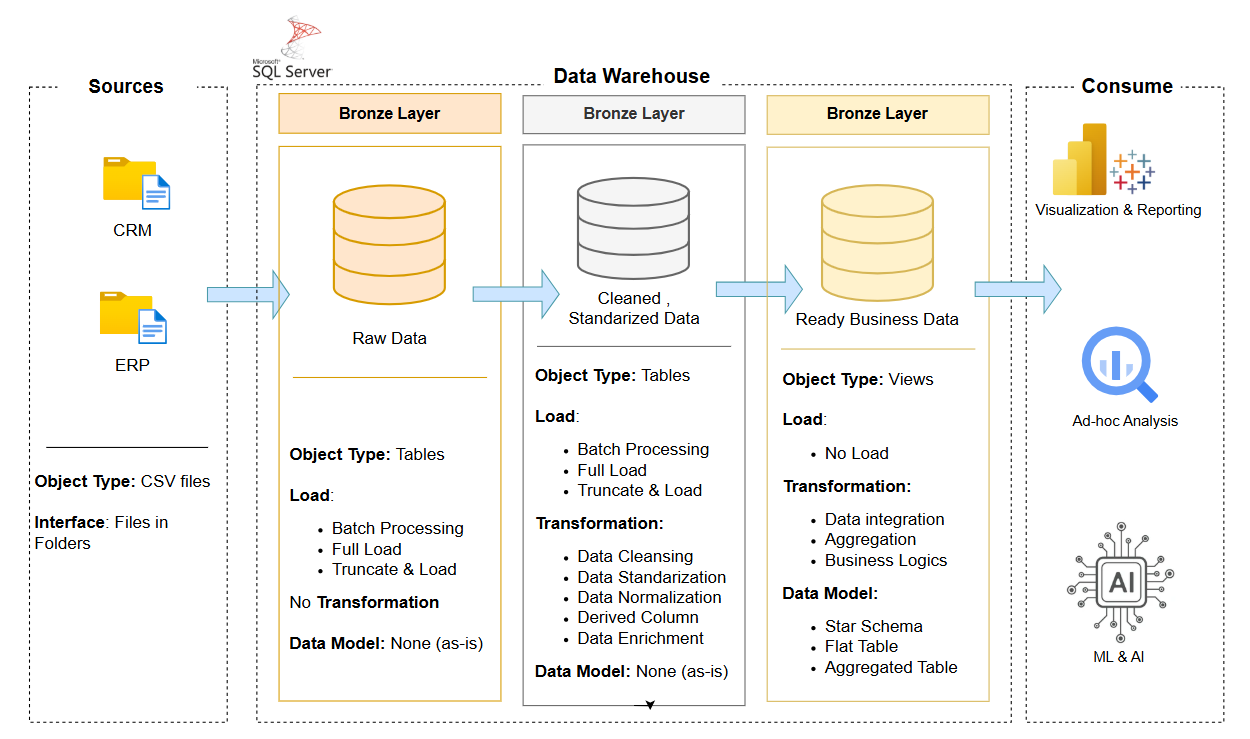 Microsoft
SQL Server
Sources
CRM
ERP
Object Type: CSV files
Interface: Files in
Folders
Data Warehouse
Bronze Layer
Raw Data
Object Type: Tables
Load:
Batch Processing
Full Load
Truncate & Load
No Transformation
Data Model: None (as-is)
Bronze Layer
Cleaned ,
Standarized Data
Object Type: Tables
Load:
Batch Processing
Full Load
Truncate & Load
Transformation:
Data Cleansing
Data Standarization
Data Normalization
Derived Column
Data Enrichment
Data Model: None (as-is)
Bronze Layer
Ready Business Data
Object Type: Views
Load:
No Load
Transformation:
Data integration
Aggregation
Business Logics
Data Model:
Star Schema
Flat Table
Aggregated Table
Consume
Visualization & Reporting
Ad-hoc Analysis
AI
ML & AI